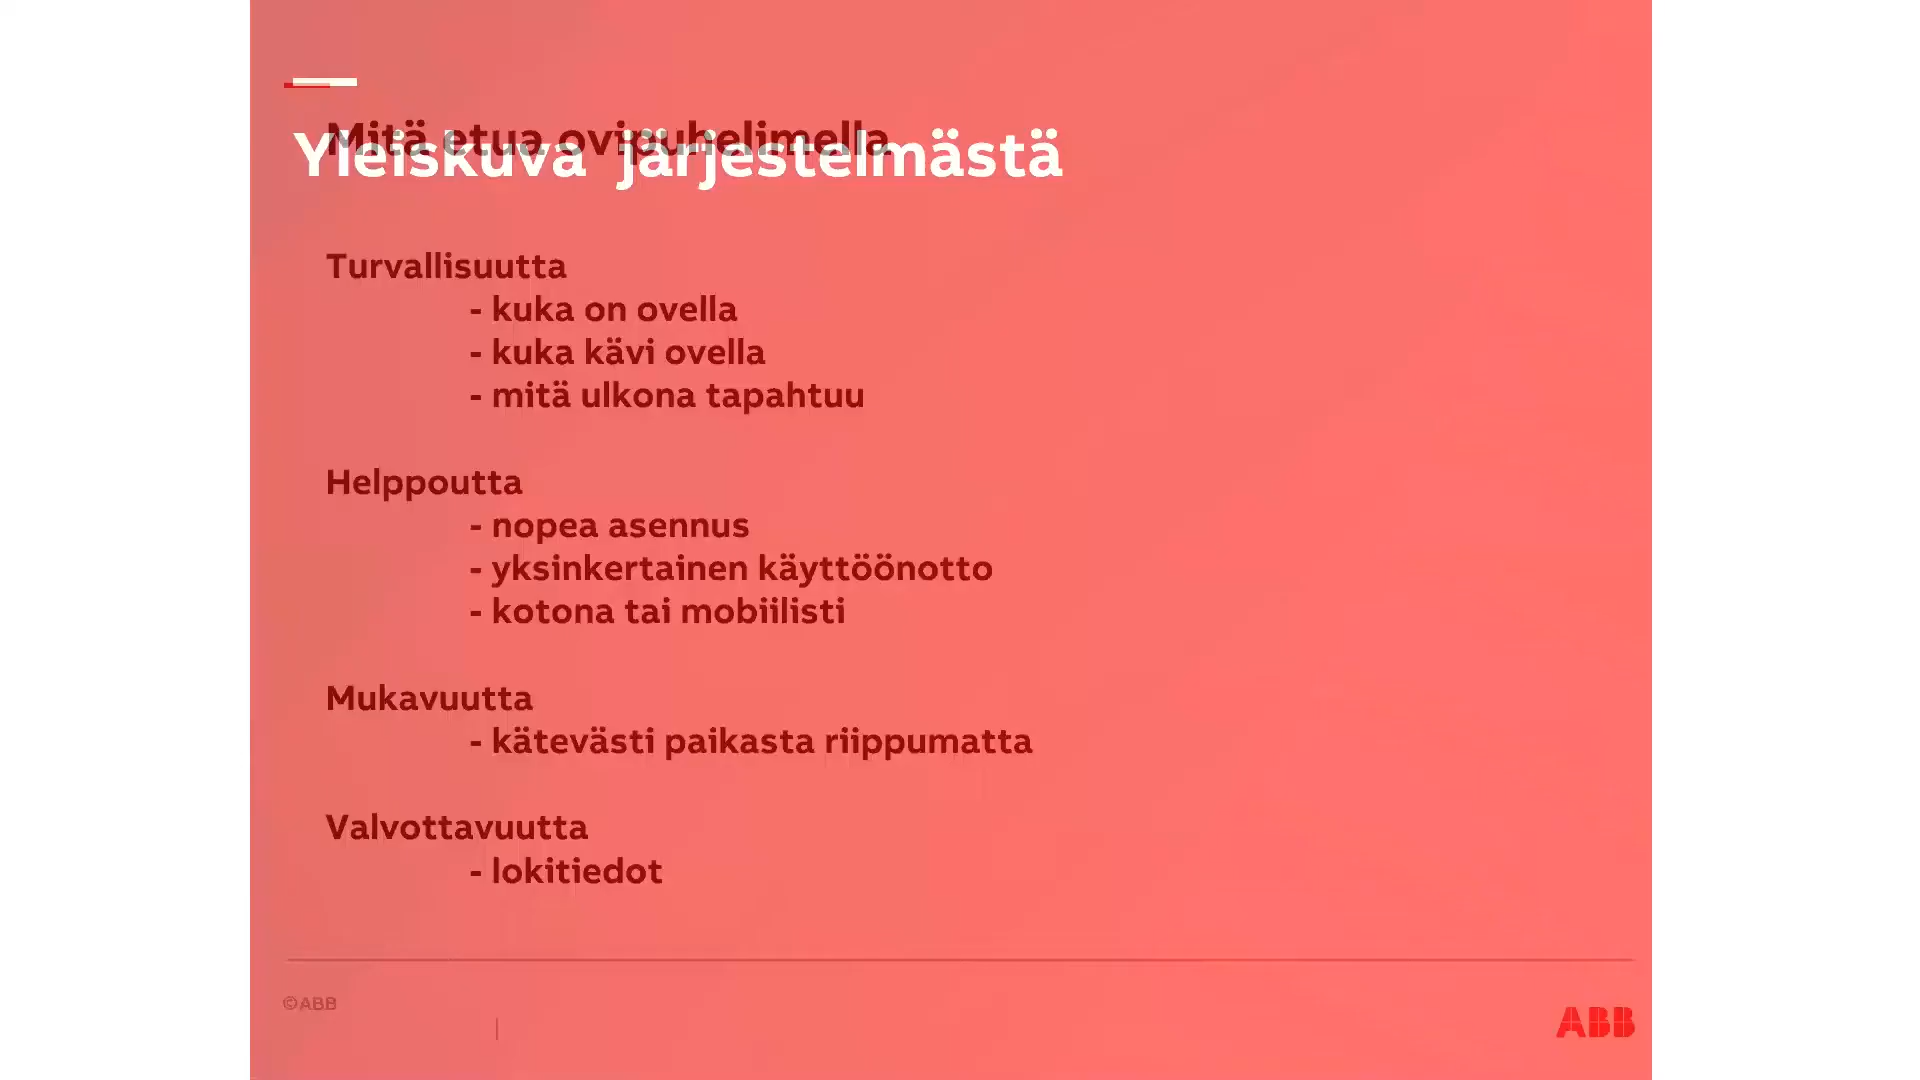 Mitä etua ovipuhelimella
Yleiskuva järjestelmästä
Turvallisuutta
- kuka on ovella
- kuka kävi ovella
- mitä ulkona tapahtuu
Helppoutta
- nopea asennus
- yksinkertainen käyttöönotto
- kotona tai mobiilisti
Mukavuutta
- kätevästi paikasta riippumatta
Valvottavuutta
- lokitiedot
©ABB
ABB